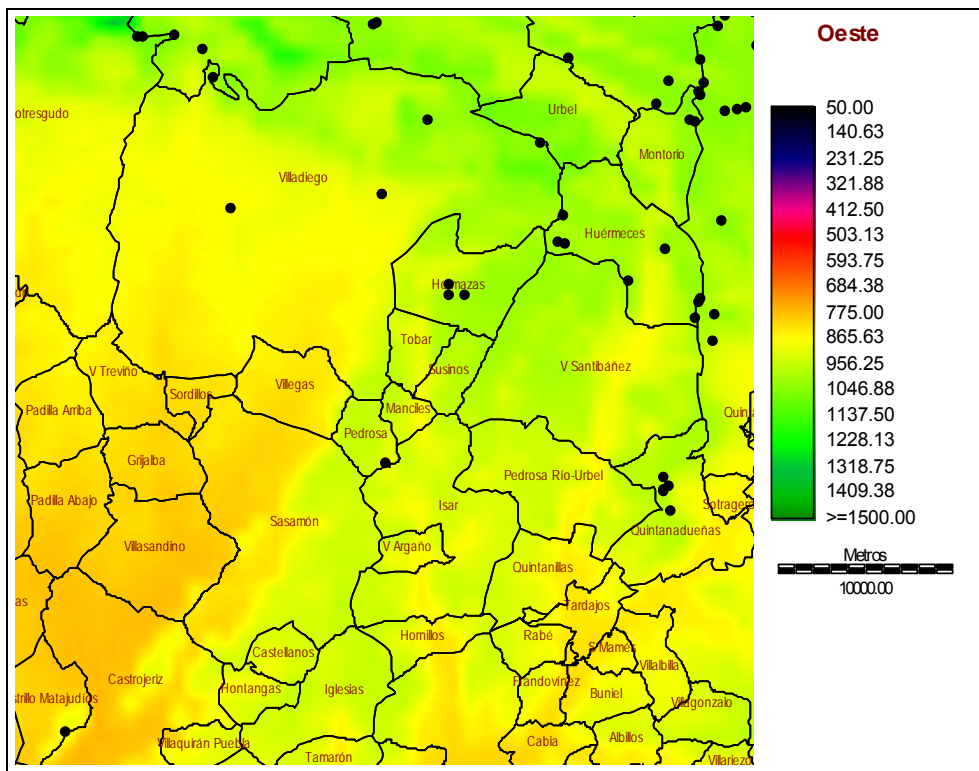 Oeste
50.00
140.63
231.25
321.88
412.50
503.13
593.75
684.38
775.00
865.63
956.25
1046.88
1137.50
1228.13
1318.75
1409.38
>=1500.00
Metros
10000.00
otresgudo
Urbel
Montorio
Villadiego
Huérmeces
Tobar
Susinos
V Santibáñez
V Treviño
Sordillos
Villegas
Padilla Arriba
Manciles
Pedrosa
Grijalba
Pedrosa Río-Urbel
Padilla Abajo
Isar
Sotragero
Sasamón
Quintanadueñas
Villasandino
V Argaño
Quintanillas
Tardajos
Hornillos
Rabé
S Mamés
Castellanos
Villalbilla
Castrojeriz
Hontangas
Iglesias
Frandovínez
Buniel
strillo Matajudíos
Villagonzalo
Villaquirán Puebla
Cabia
Albillos
Tamarón
Villariezo